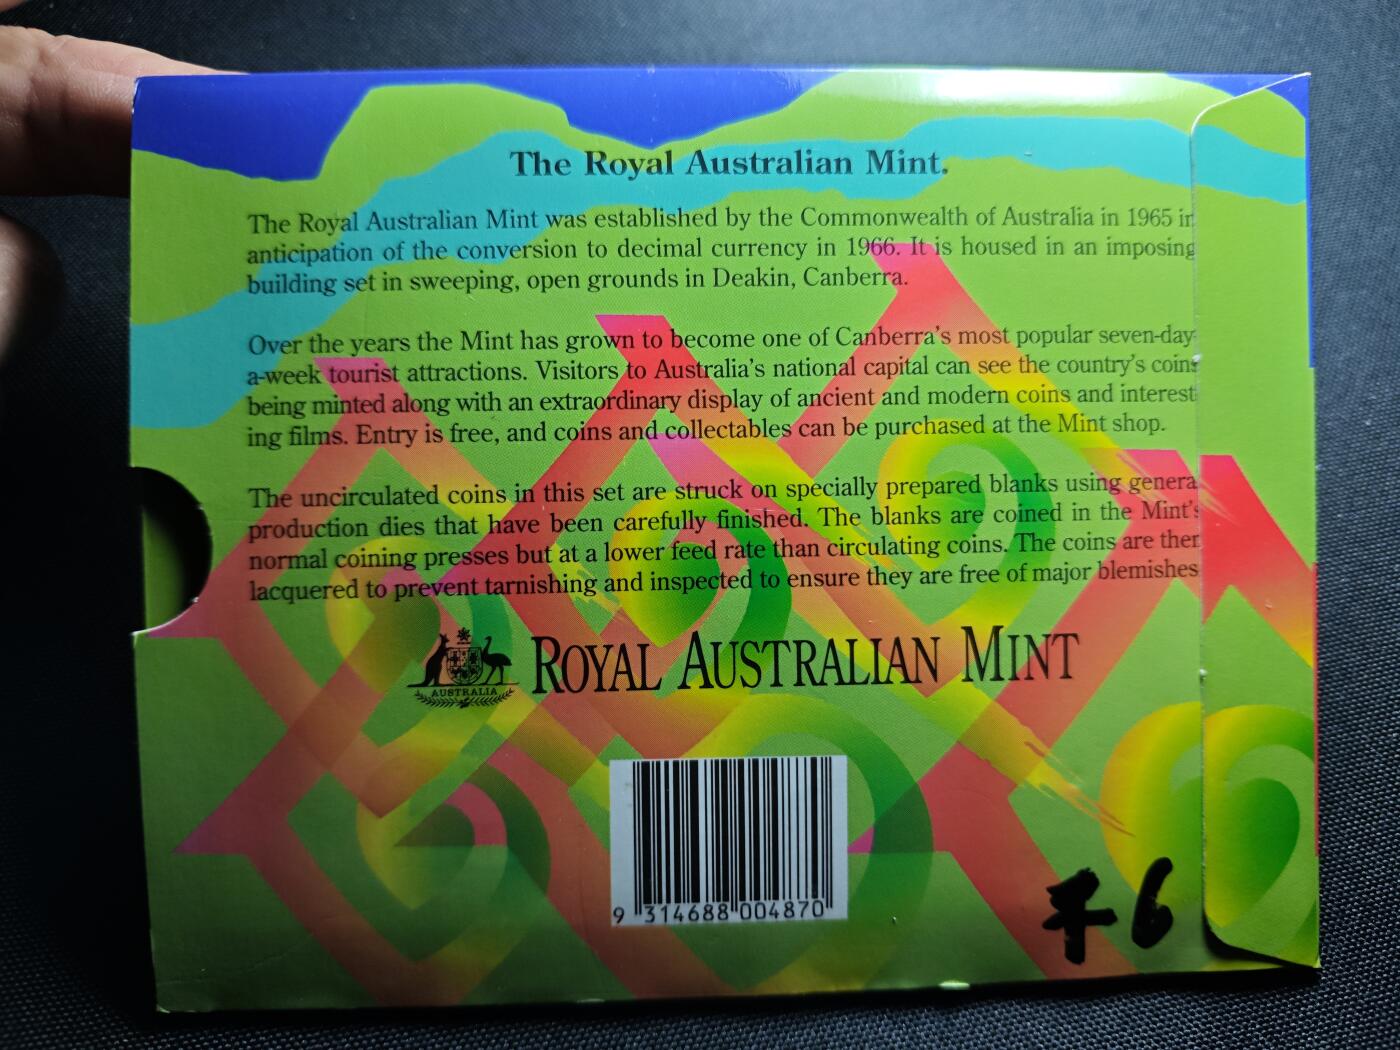 The Royal Australian Mint.
The Royal Australian Mint was established by the Commonwealth of Australia in 1965 in
anticipation of the conversion to decimal currency in 1966. It is housed in an imposing
building set in sweeping, open grounds in Deakin, Canberra.
Over the years the Mint has grown to become one of Canberra's most popular seven-day-
a-week tourist attractions. Visitors to Australia's national capital can see the country's coins
being minted along with an extraordinary display of ancient and modern coins and interest
ing films. Entry is free, and coins and collectables can be purchased at the Mint shop.
The uncirculated coins in this set are struck on specially prepared blanks using genera
production dies that have been carefully finished. The blanks are coined in the Mint's
normal coining presses but at a lower feed rate than circulating coins. The coins are ther
lacquered to prevent tarnishing and inspected to ensure they are free of major blemishes
AUSTRALIA
ROYAL AUSTRALIAN MINT
9 314688 004870